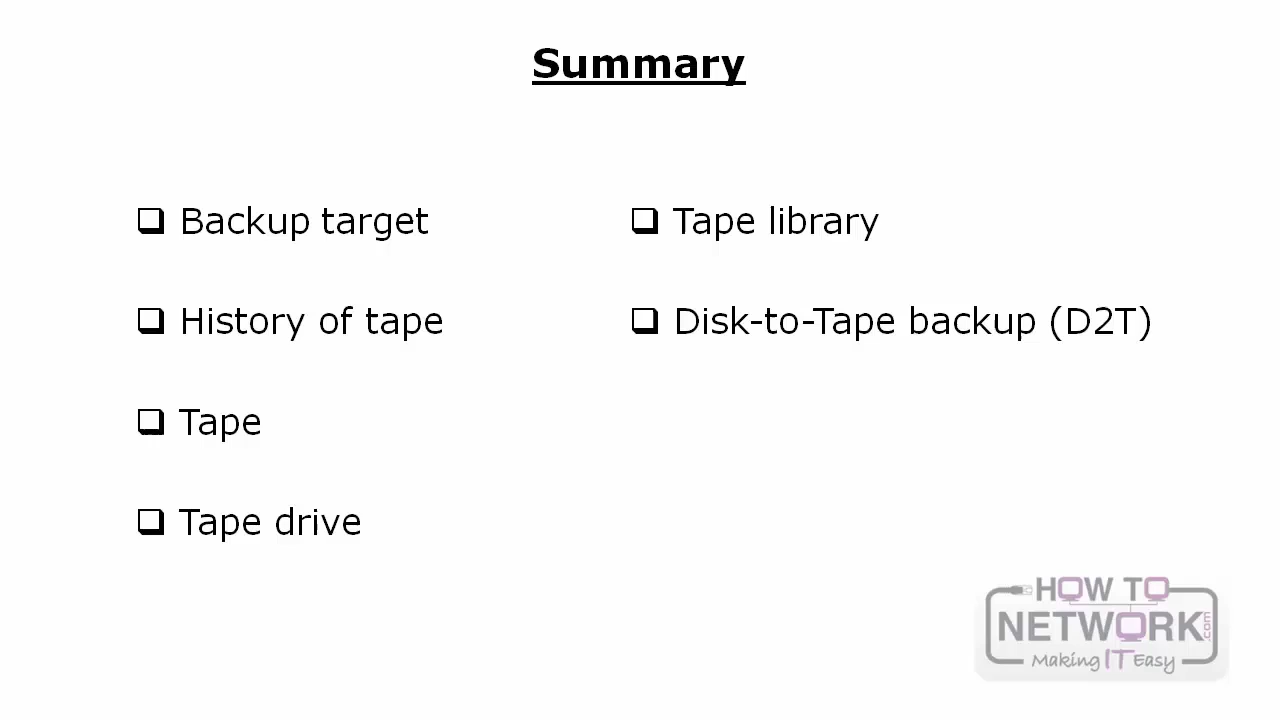 Summary
Backup target
History of tape
Tape
Tape drive
Tape library
Disk-to-Tape backup (D2T)
HOW TO
NETWORK.com
Making IT Easy